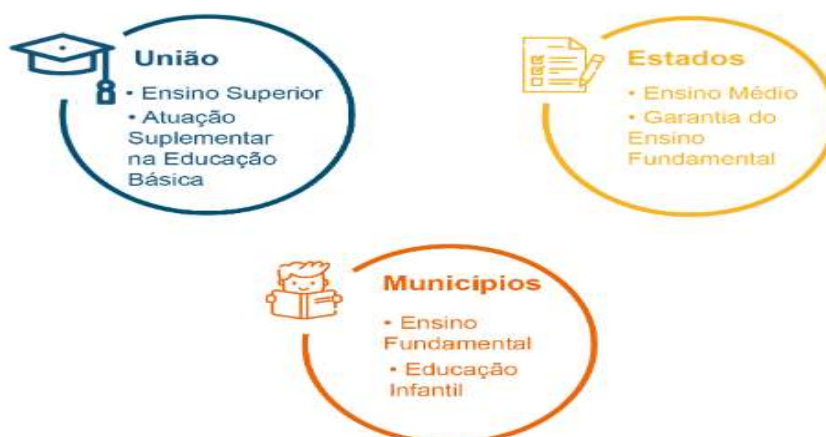 União
• Ensino Superior
• Atuação
Suplementar
na Educação
Básica
Estados
• Ensino Médio
• Garantia do
Ensino
Fundamental
Municípios
• Ensino
Fundamental
• Educação
Infantil